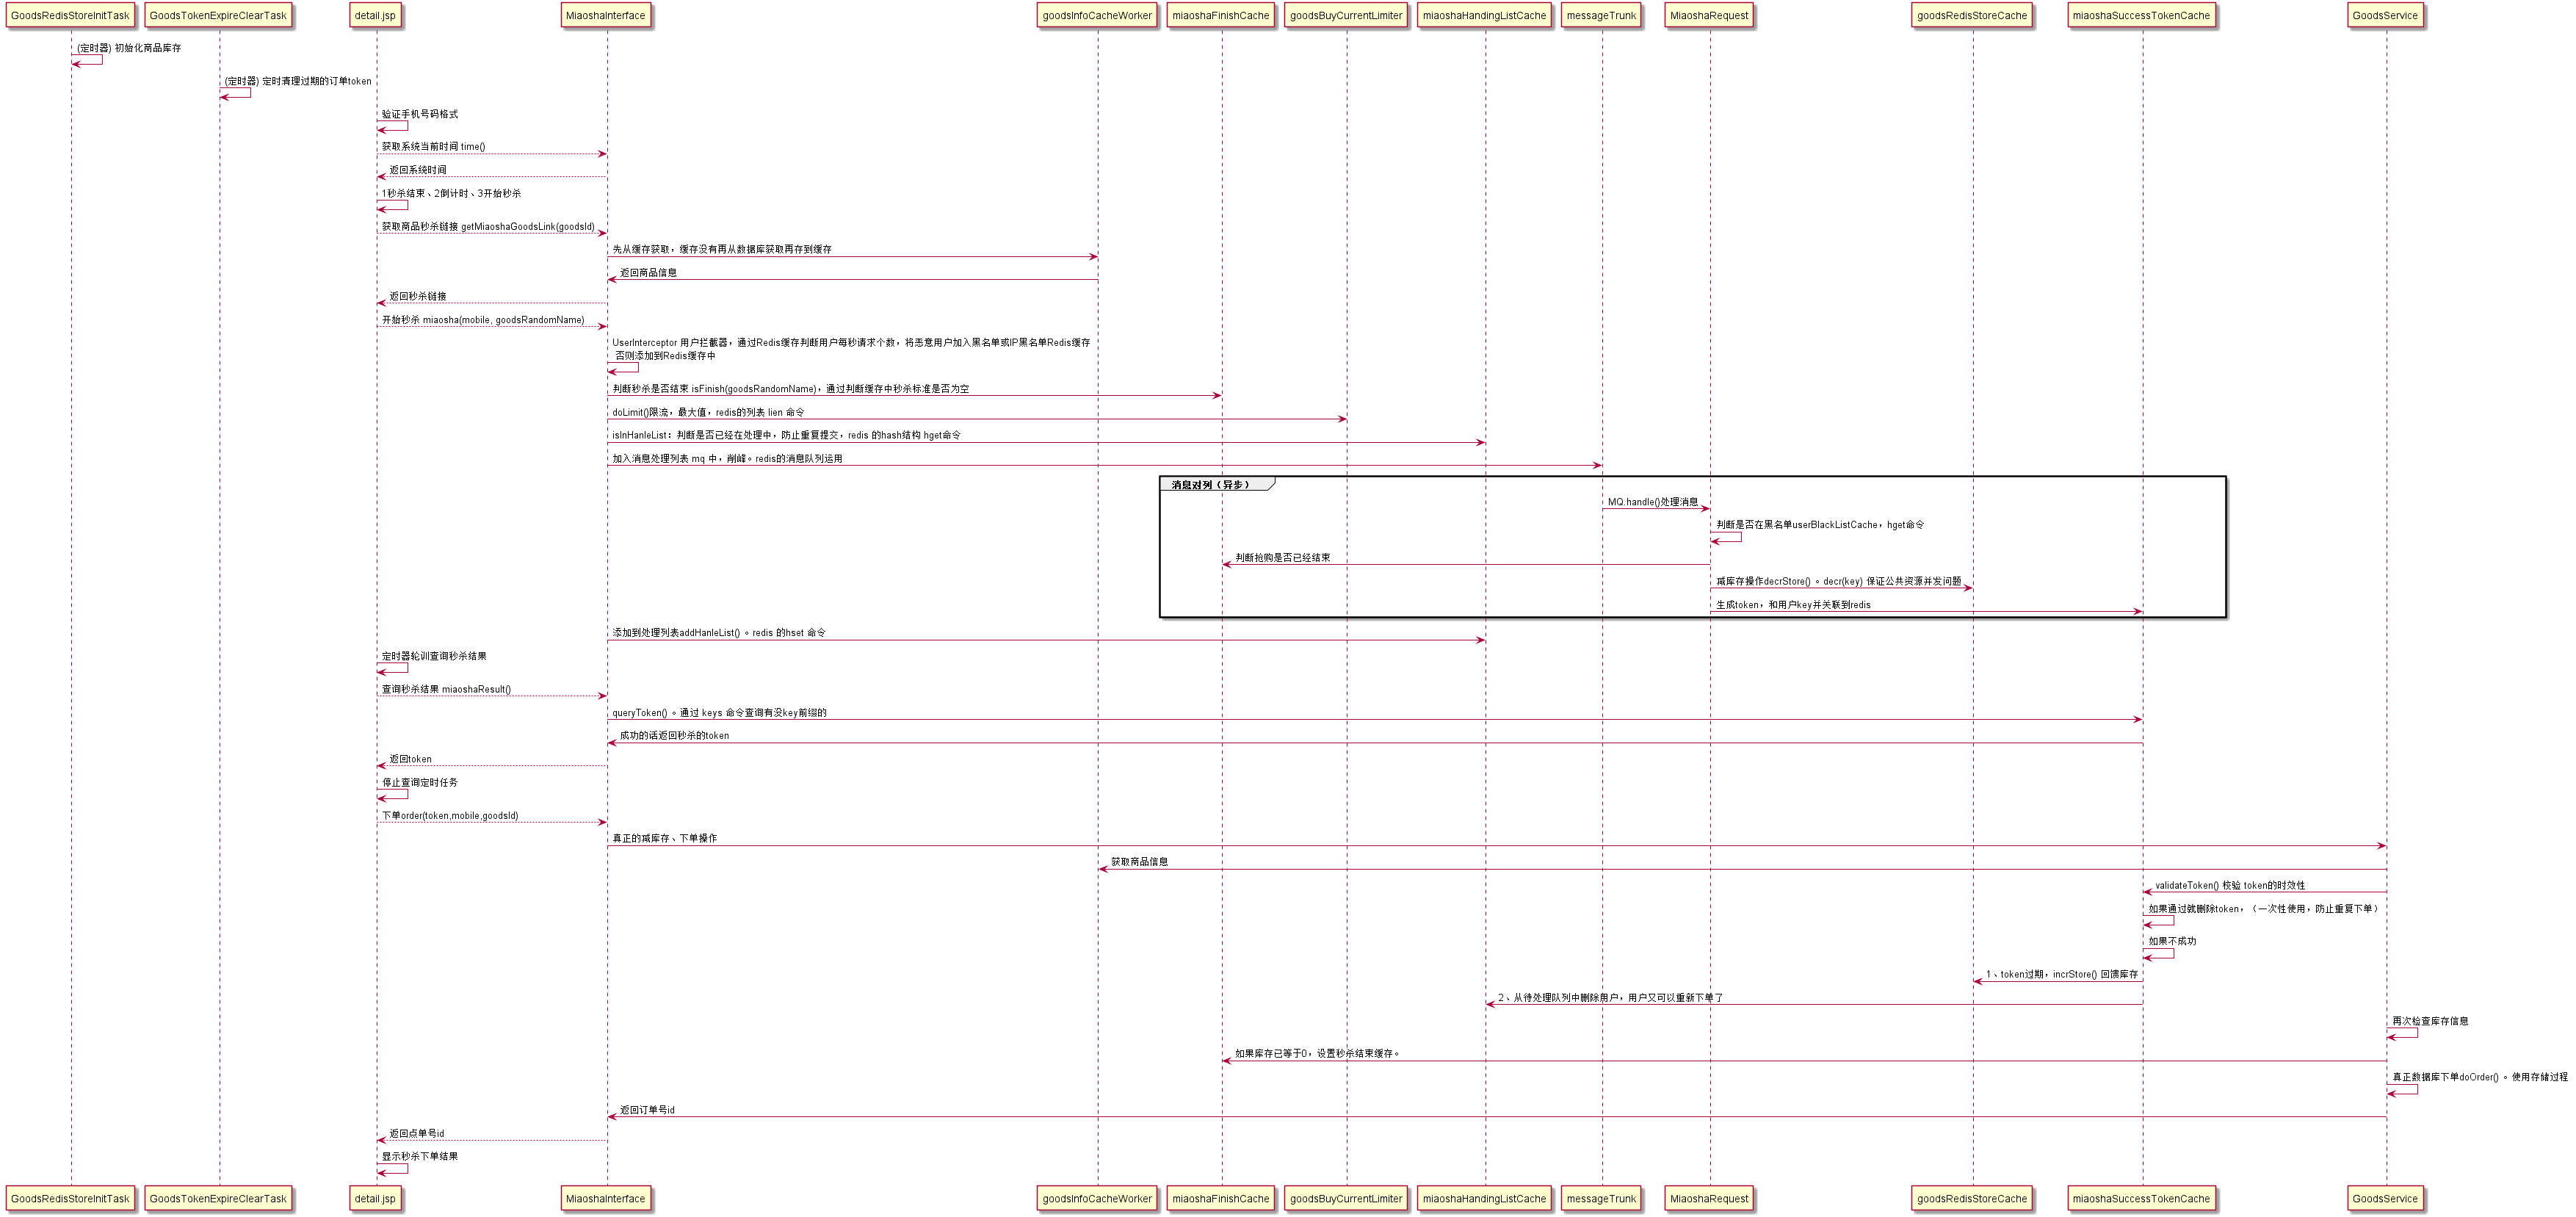 GoodsRedisStoreInitTask
GoodsTokenExpireClearTask
detail.jsp
MiaoshaInterface
goodsInfoCacheWorker
miaoshaFinishCache
goodsBuyCurrentLimiter
miaoshaHandingListCache
messageTrunk
MiaoshaRequest
goodsRedisStoreCache
miaoshaSuccessTokenCache
GoodsService
(定时器) 初始化商品库存
(定时器) 定时清理过期的订单token
验证手机号码格式
获取系统当前时间 time()
返回系统时间
1秒杀结束、2倒计时、3开始秒杀
获取商品秒杀链接 getMiaoshaGoodsLink(goodsId)
先从缓存获取，缓存没有再从数据库获取再存到缓存
返回商品信息
返回秒杀链接
开始秒杀 miaosha(mobile, goodsRandomName)
UserInterceptor 用户拦截器，通过Redis缓存判断用户每秒请求个数，将恶意用户加入黑名单或IP黑名单Redis缓存
否则添加到Redis缓存中
判断秒杀是否结束 isFinish(goodsRandomName)，通过判断缓存中秒杀标准是否为空
doLimit()限流，最大值，redis的列表 lien 命令
isInHanleList：判断是否已经在处理中，防止重复提交，redis 的hash结构 hget命令
加入消息处理列表 mq 中，削峰。redis的消息队列运用
消息对列（异步）
MQ.handle()处理消息
判断是否在黑名单userBlackListCache，hget命令
判断抢购是否已经结束
减库存操作decrStore() 。decr(key) 保证公共资源并发问题
生成token，和用户key并关联到redis
添加到处理列表addHanleList() 。redis 的hset 命令
定时器轮训查询秒杀结果
查询秒杀结果 miaoshaResult()
queryToken() 。通过 keys 命令查询有没key前缀的
成功的话返回秒杀的token
返回token
停止查询定时任务
下单order(token,mobile,goodsId)
真正的减库存、下单操作
获取商品信息
validateToken() 校验 token的时效性
如果通过就删除token，（一次性使用，防止重复下单）
如果不成功
1、token过期，incrStore() 回馈库存
2、从待处理队列中删除用户，用户又可以重新下单了
再次检查库存信息
如果库存已等于0，设置秒杀结束缓存。
真正数据库下单doOrder() 。使用存储过程
返回订单号id
返回点单号id
显示秒杀下单结果
GoodsRedisStoreInitTask
GoodsTokenExpireClearTask
detail.jsp
MiaoshaInterface
goodsInfoCacheWorker
miaoshaFinishCache
goodsBuyCurrentLimiter
miaoshaHandingListCache
messageTrunk
MiaoshaRequest
goodsRedisStoreCache
miaoshaSuccessTokenCache
GoodsService